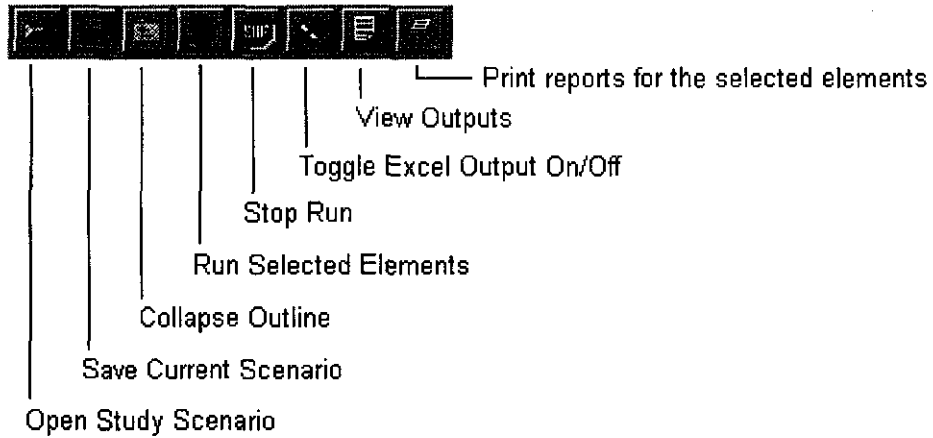 Print reports for the selected elements
View Outputs
Toggle Excel Output On/Off
Stop Run
Run Selected Elements
Collapse Outline
Save Current Scenario
Open Study Scenario